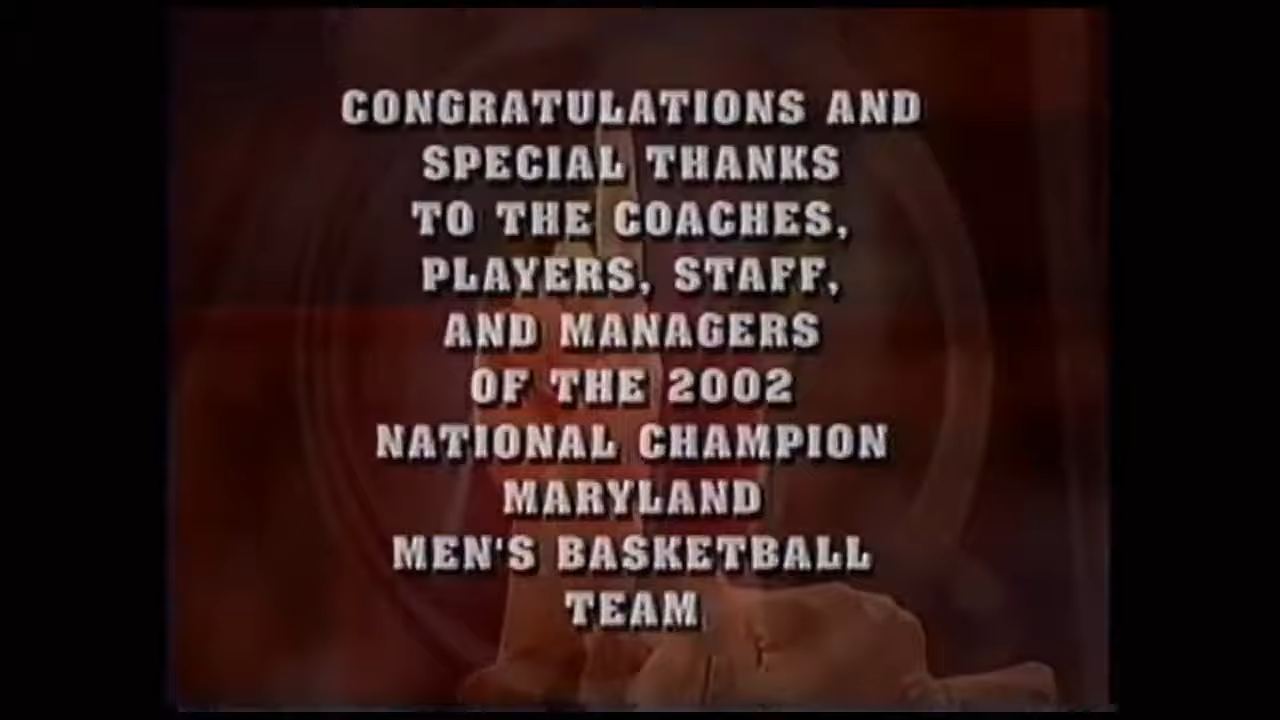 CONGRATULATIONS AND
SPECIAL THANKS
TO THE COACHES,
PLAYERS, STAFF,
AND MANAGERS
OF THE 2002
NATIONAL CHAMPION
MARYLAND
MEN'S BASKETBALL
TEAM